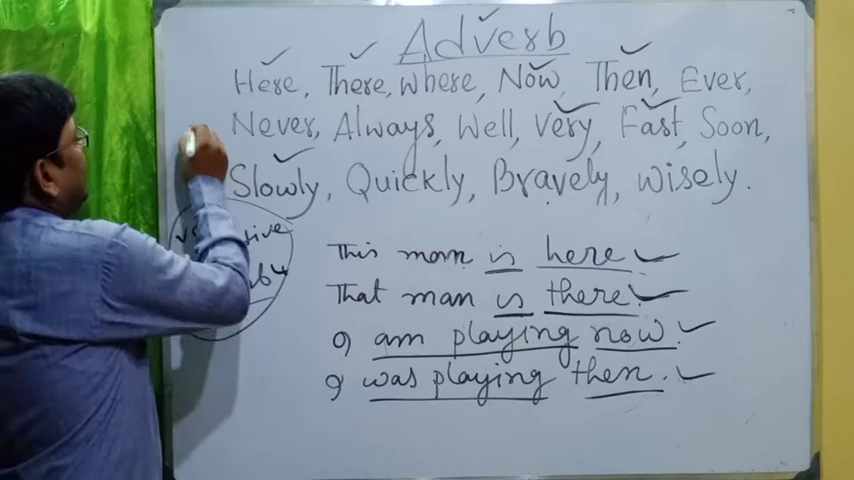 Adverb
Here, There, where, Now, Then, Ever,
Never, Always, Well, Very, Fast, Soon,
Slowly, Quickly, Bravely, wisely.
This man is here
That man is there.
I am playing now.
I was playing then.